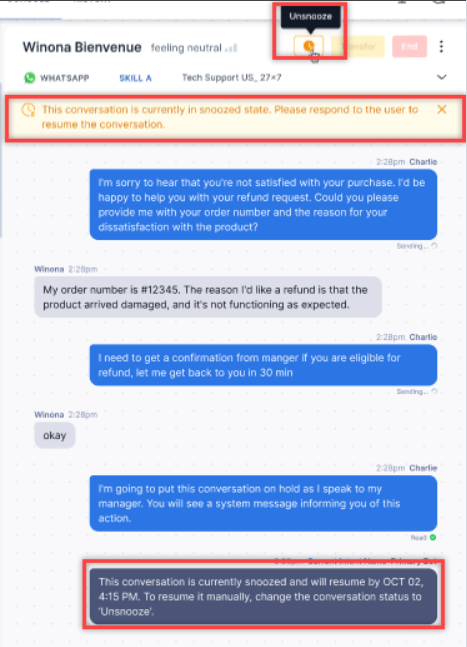 Unsnooze
Winona Bienvenue feeling neutral
Transfer
End
WHATSAPP SKILL A Tech Support US_ 27x7
This conversation is currently in snoozed state. Please respond to the user to
resume the conversation.
2:28pm Charlie
I'm sorry to hear that you're not satisfied with your purchase. I'd be
happy to help you with your refund request. Could you please
provide me with your order number and the reason for your
dissatisfaction with the product?
Sending...
Winona 2:28pm
My order number is #12345. The reason I'd like a refund is that the
product arrived damaged, and it's not functioning as expected.
2:28pm Charlie
I need to get a confirmation from manger if you are eligible for
refund, let me get back to you in 30 min
Sending...
Winona 2:28pm
okay
2:28pm Charlie
I'm going to put this conversation on hold as I speak to my
manager. You will see a system message informing you of this
action.
Read
This conversation is currently snoozed and will resume by OCT 02,
4:15 PM. To resume it manually, change the conversation status to
'Unsnooze'.